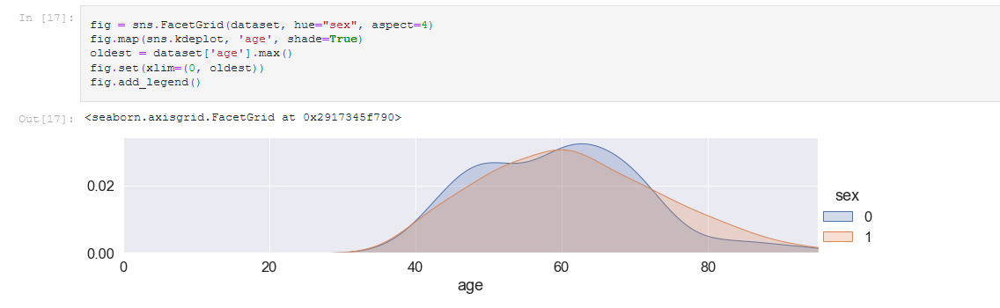 In [17]:
fig = sns.FacetGrid(dataset, hue="sex", aspect=4)
fig.map(sns.kdeplot, 'age', shade=True)
oldest = dataset['age'].max()
fig.set(xlim=(0, oldest))
fig.add_legend()
Out[17]: <seaborn.axisgrid.FacetGrid at 0x2917345f790>
0.02
0.00
0 20 40 60 80
age
sex
0
1